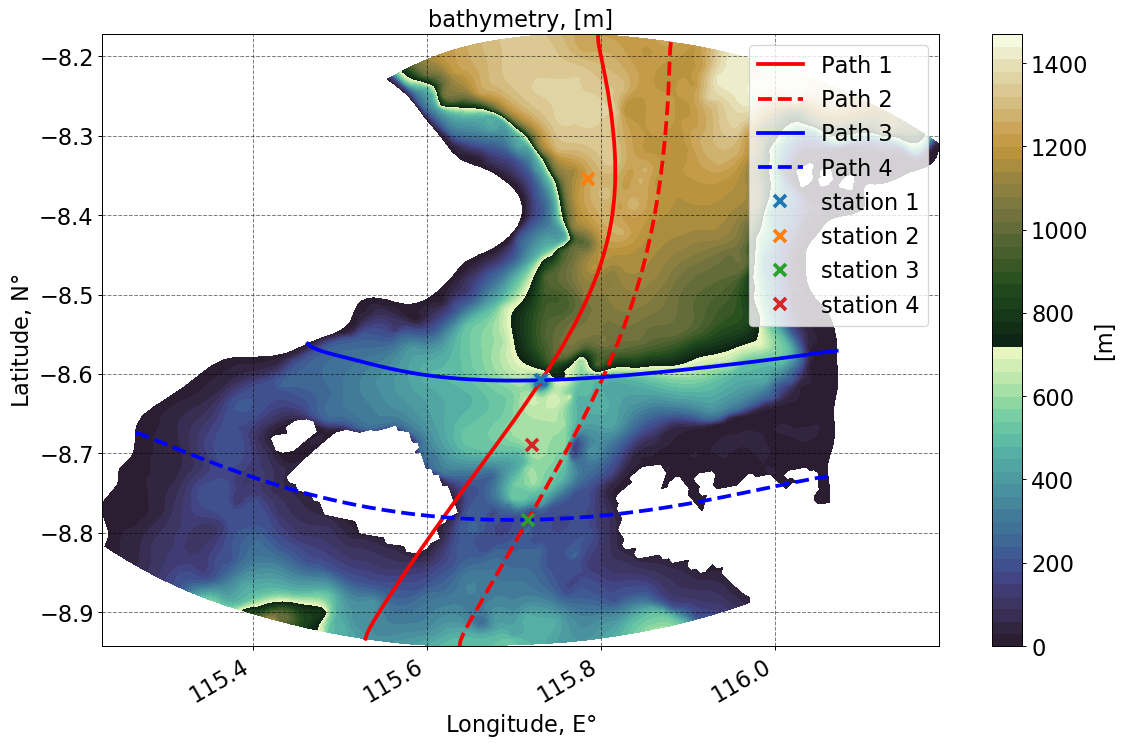 bathymetry, [m]
−8.2
−8.3
−8.4
−8.5
−8.6
−8.7
−8.8
−8.9
Latitude, N°
115.4
115.6
115.8
116.0
Longitude, E°
Path 1
Path 2
Path 3
Path 4
station 1
station 2
station 3
station 4
1400
1200
1000
800
600
400
200
0
[m]